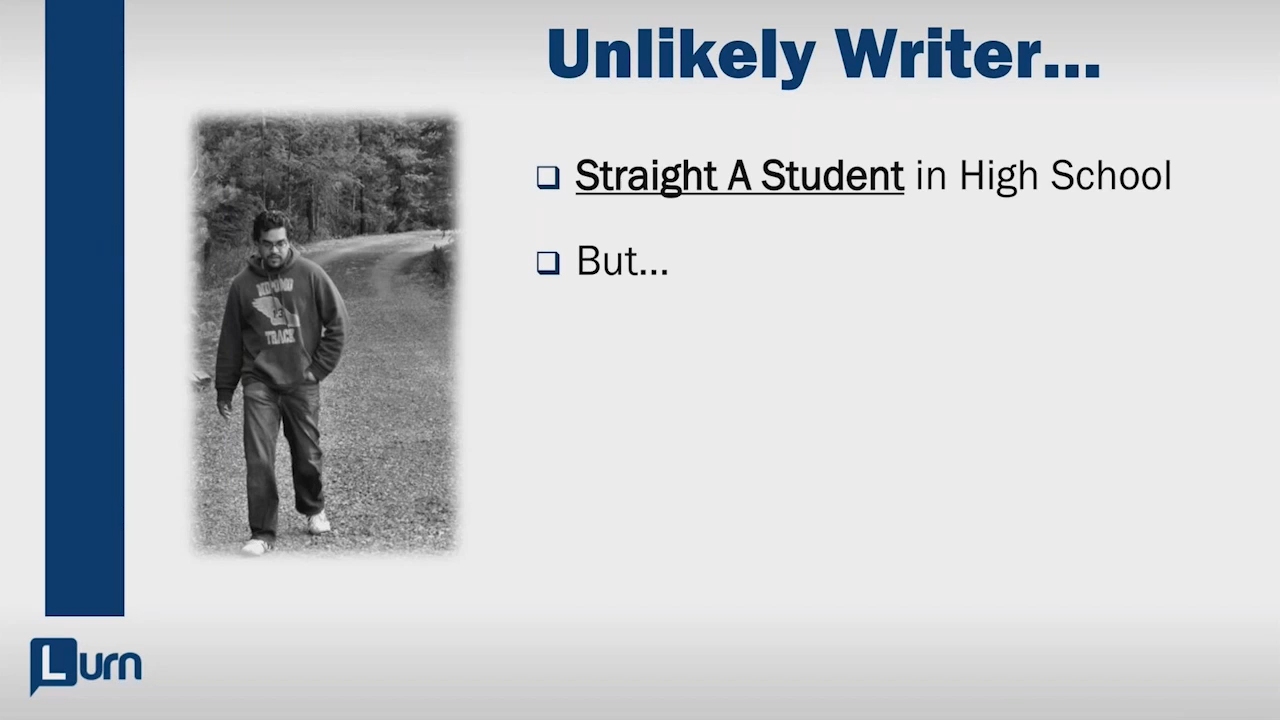 Unlikely Writer...
Straight A Student in High School
But...
TRACK
Lurn